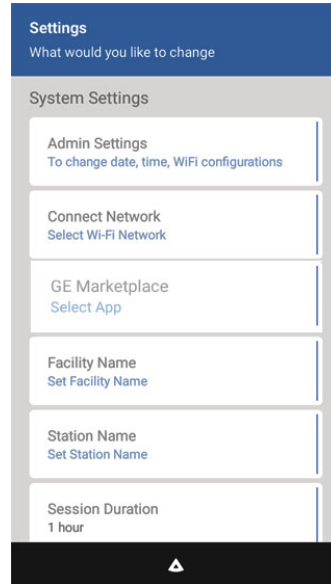 Settings
What would you like to change
System Settings
Admin Settings
To change date, time, WiFi configurations
Connect Network
Select Wi-Fi Network
GE Marketplace
Select App
Facility Name
Set Facility Name
Station Name
Set Station Name
Session Duration
1 hour